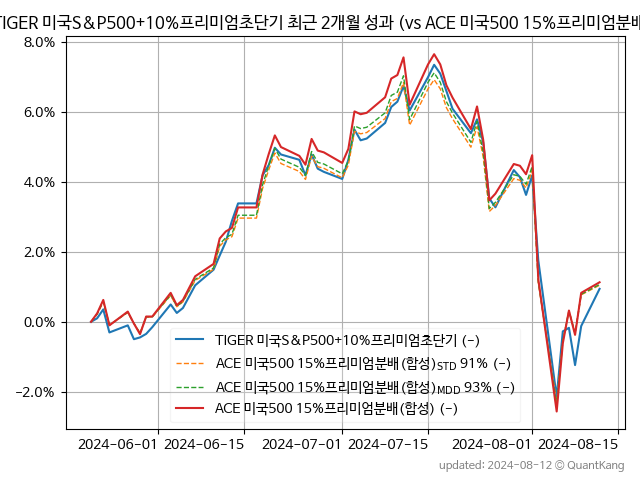 TIGER 미국S&P500+10%프리미엄초단기 최근 2개월 성과 (vs ACE 미국500 15%프리미엄분배
8.0%
6.0%
4.0%
2.0%
0.0%
−2.0%
TIGER 미국S&P500+10%프리미엄초단기 (-)
ACE 미국500 15%프리미엄분배(합성)STD 91% (-)
ACE 미국500 15%프리미엄분배(합성)MDD 93% (-)
ACE 미국500 15%프리미엄분배(합성) (-)
2024-06-01 2024-06-15 2024-07-01 2024-07-15 2024-08-01 2024-08-15
updated: 2024-08-12 © QuantKang